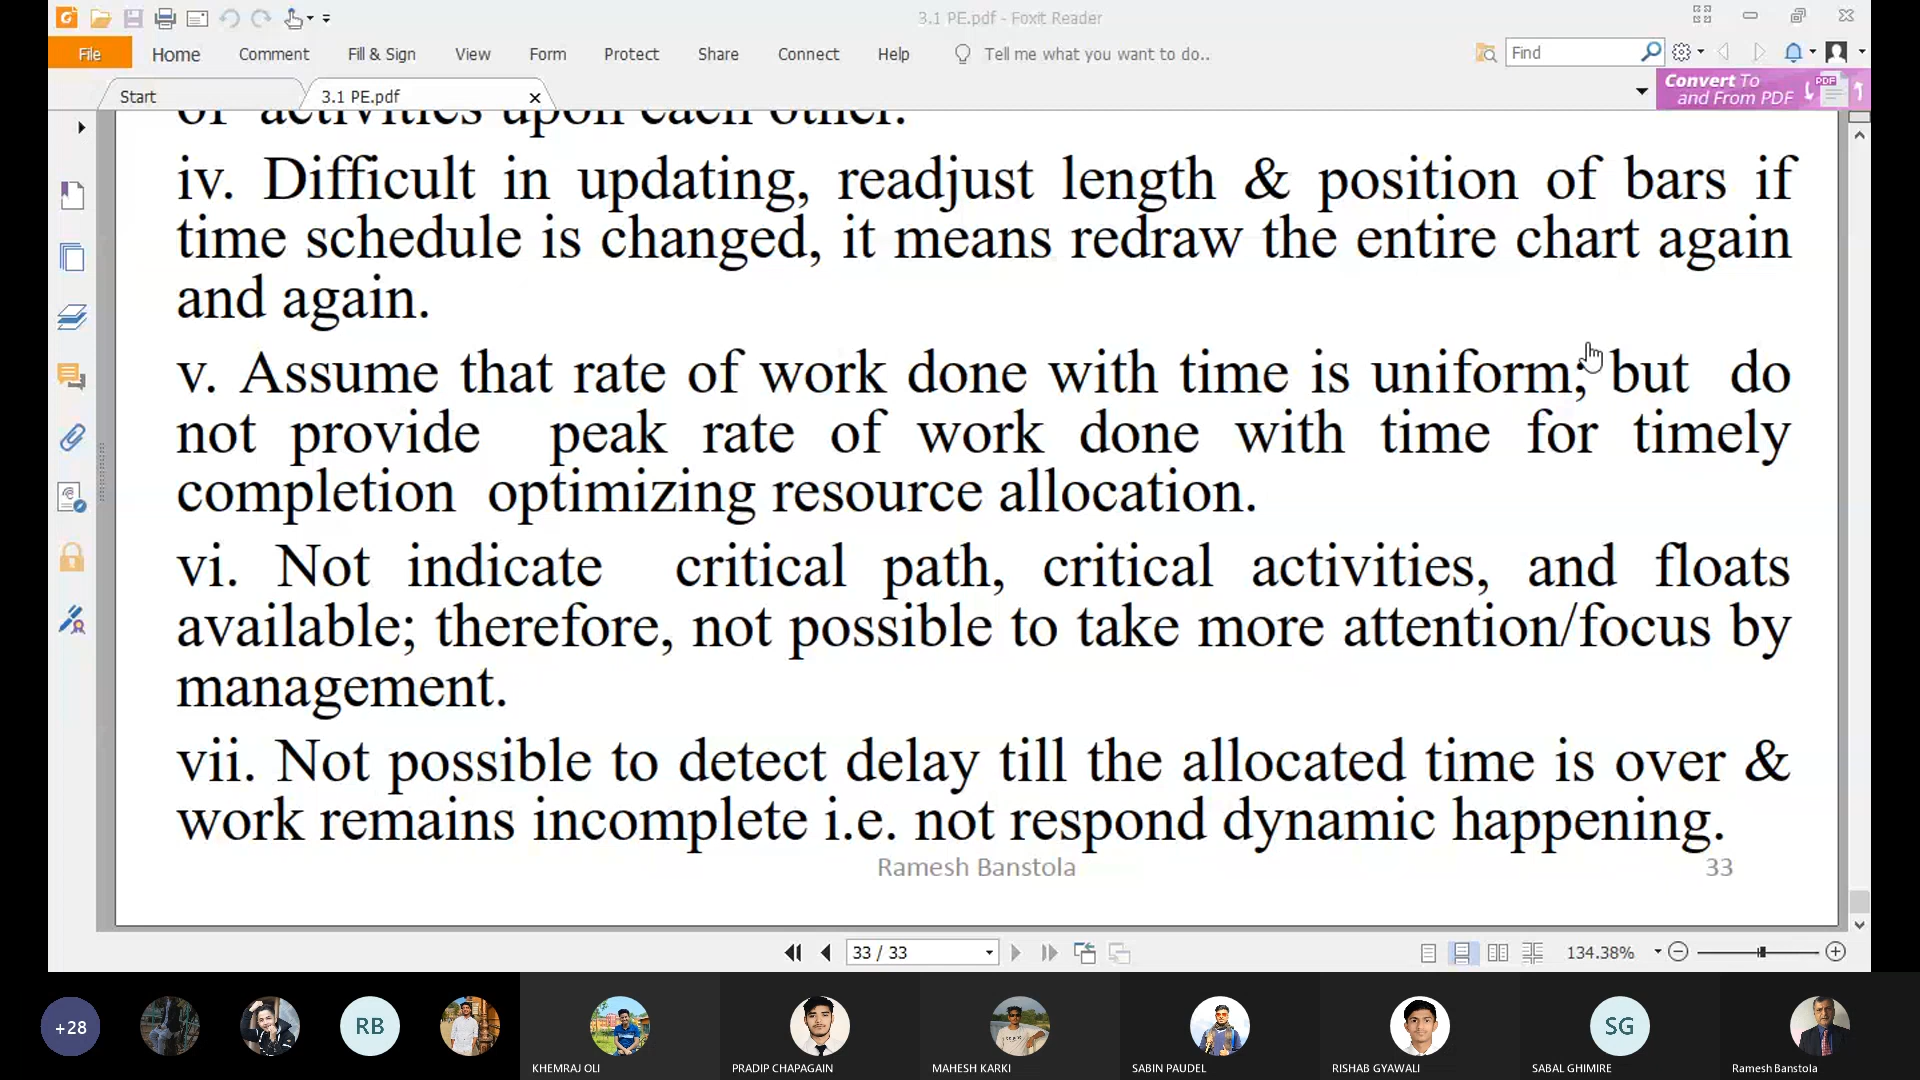 3.1 PE.pdf - Foxit Reader
File Home Comment Fill & Sign View Form Protect Share Connect Help Tell me what you want to do.. Find
Start 3.1 PE.pdf
Convert To
and From PDF
PDF
of activities upon each other.
iv. Difficult in updating, readjust length & position of bars if
time schedule is changed, it means redraw the entire chart again
and again.
v. Assume that rate of work done with time is uniform; but do
not provide peak rate of work done with time for timely
completion optimizing resource allocation.
vi. Not indicate critical path, critical activities, and floats
available; therefore, not possible to take more attention/focus by
management.
vii. Not possible to detect delay till the allocated time is over &
work remains incomplete i.e. not respond dynamic happening.
Ramesh Banstola 33
33 / 33 134.38%
+28 RB SG
KHEMRAJ OLI PRADIP CHAPAGAIN MAHESH KARKI SABIN PAUDEL RISHAB GYAWALI SABAL GHIMIRE Ramesh Banstola